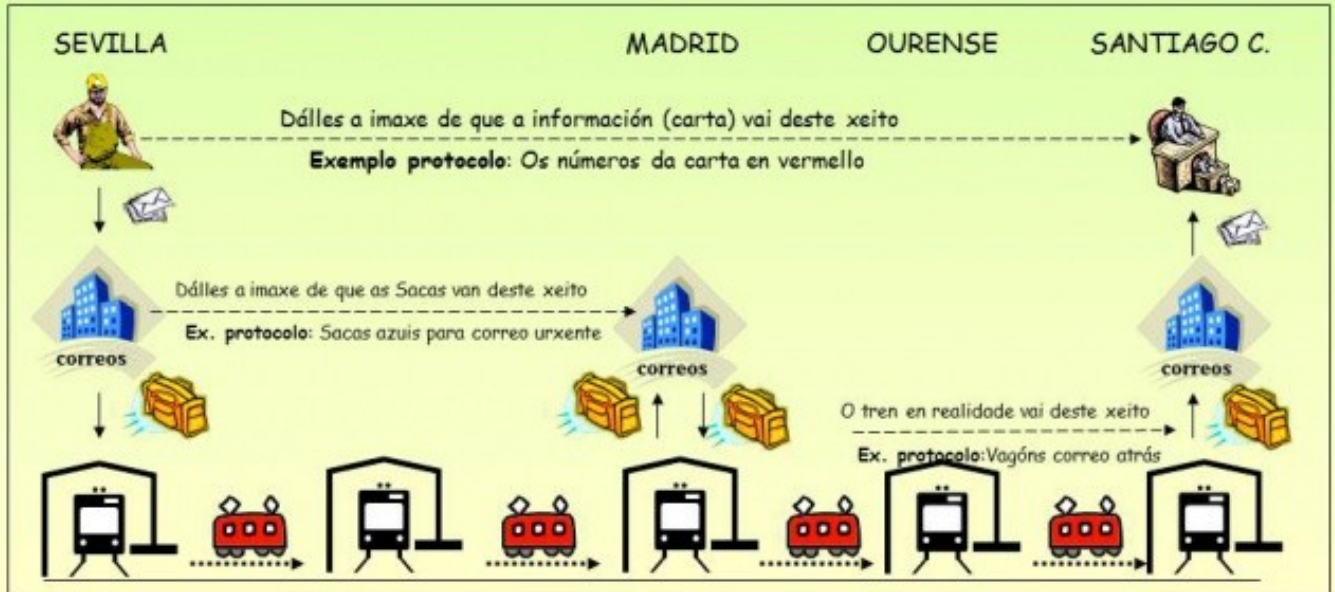 SEVILLA MADRID OURENSE SANTIAGO C.
Dálles a imaxe de que a información (carta) vai deste xeito
Exemplo protocolo: Os números da carta en vermello
Dálles a imaxe de que as Sacas van deste xeito
Ex. protocolo: Sacas azuis para correo urxente
correos
correos
correos
O tren en realidade vai deste xeito
Ex. protocolo:Vagóns correo atrás